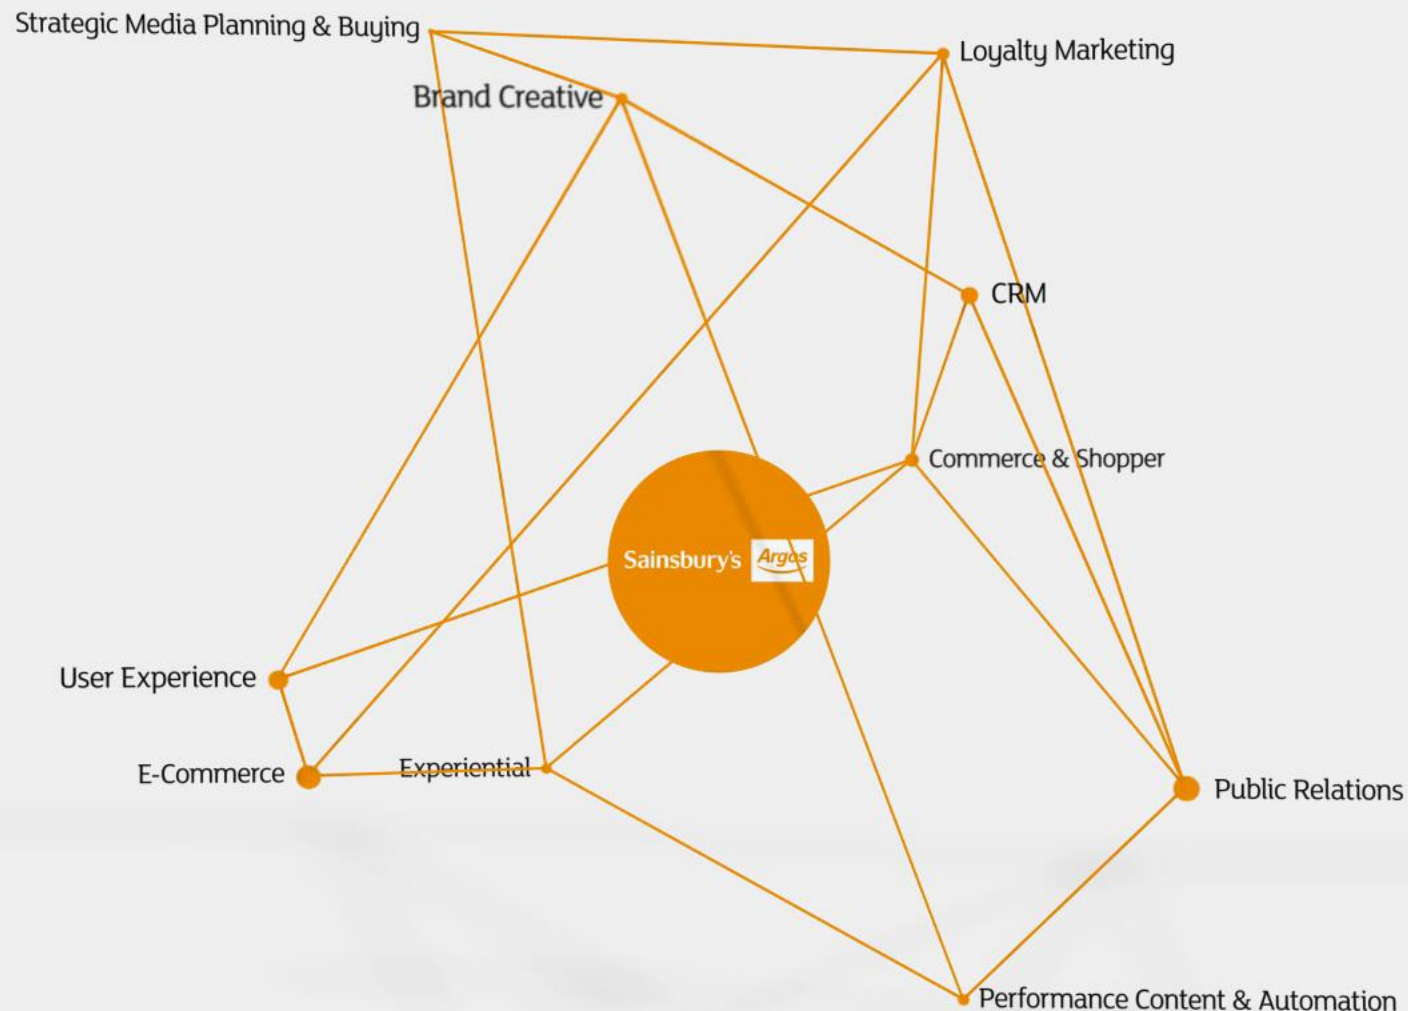 Strategic Media Planning & Buying
Loyalty Marketing
Brand Creative
CRM
Commerce & Shopper
Sainsbury's Argos
User Experience
E-Commerce
Experiential
Public Relations
Performance Content & Automation